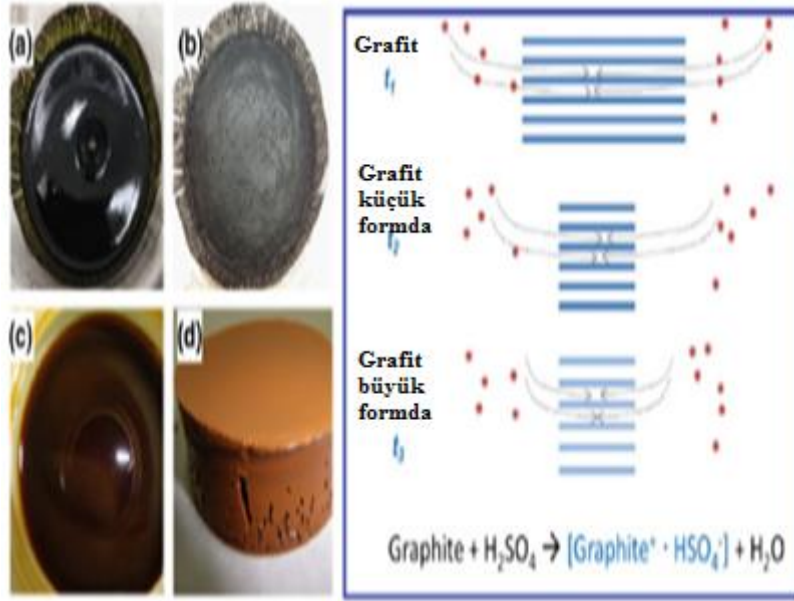 (a)
(b)
(c)
(d)
Grafit
t₁
Grafit
küçük
formda
t₂
Grafit
büyük
formda
t₃
Graphite + H₂SO₄ → [Graphite⁺ · HSO₄⁻] + H₂O